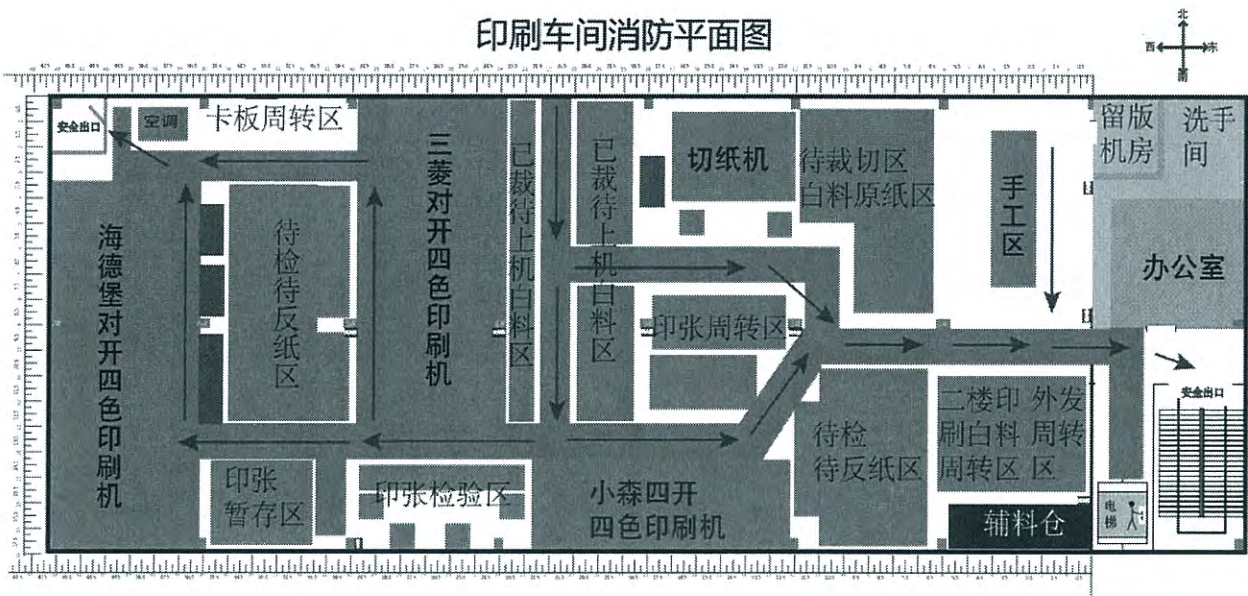 印刷车间消防平面图
北
西
东
南
安全出口
空调
卡板周转区
三菱对开四色印刷机
已裁待上机白料区
已裁待上机白料区
切纸机
待裁切区
白料原纸区
手工区
留版
机房
洗手
间
办公室
海德堡对开四色印刷机
待检待反纸区
印张周转区
安全出口
待检
待反纸区
二楼印
刷白料
周转区
外发
周转
区
印张
暂存区
印张检验区
小森四开
四色印刷机
辅料仓
电
梯